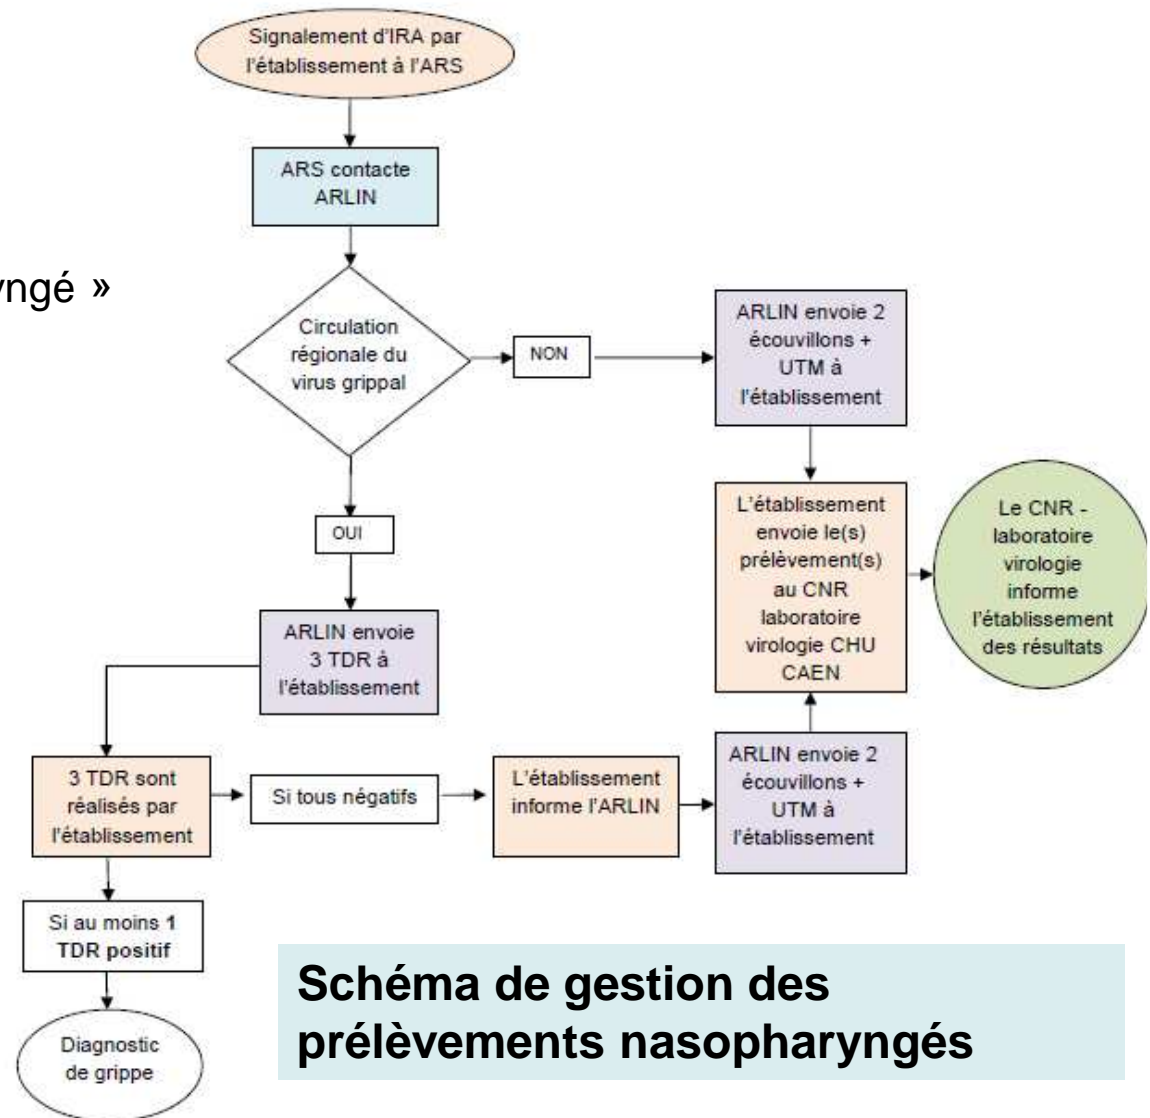 Signalement d'IRA par
l'établissement à l'ARS
ARS contacte
ARLIN
yngé »
Circulation
régionale du
virus grippal
NON
ARLIN envoie 2
écouvillons +
UTM à
l'établissement
OUI
L'établissement
envoie le(s)
prélèvement(s)
au CNR
laboratoire
virologie CHU
CAEN
Le CNR -
laboratoire
virologie
informe
l'établissement
des résultats
ARLIN envoie
3 TDR à
l'établissement
3 TDR sont
réalisés par
l'établissement
Si tous négatifs
L'établissement
informe l'ARLIN
ARLIN envoie 2
écouvillons +
UTM à
l'établissement
Si au moins 1
TDR positif
Diagnostic
de grippe
Schéma de gestion des
prélèvements nasopharyngés